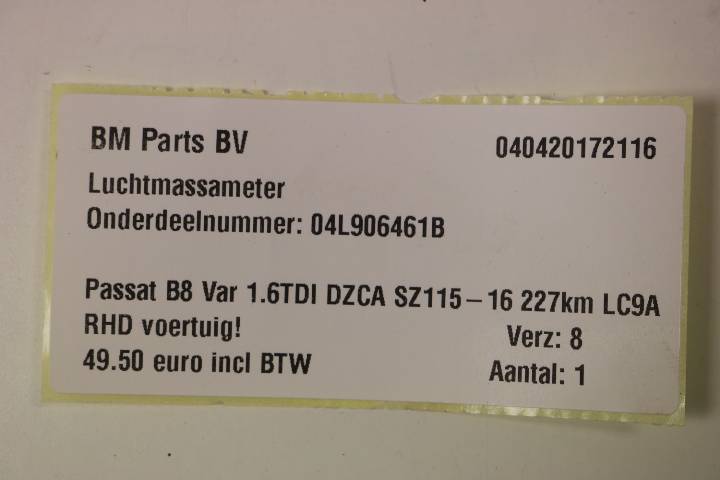 BM Parts BV 040420172116
Luchtmassameter
Onderdeelnummer: 04L906461B
Passat B8 Var 1.6TDI DZCA SZ115-16 227km LC9A
RHD voertuig! Verz: 8
49.50 euro incl BTW Aantal: 1